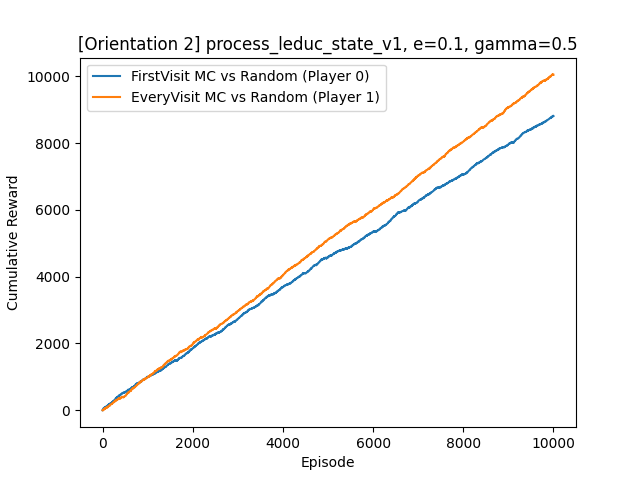 [Orientation 2] process_leduc_state_v1, e=0.1, gamma=0.5
FirstVisit MC vs Random (Player 0)
EveryVisit MC vs Random (Player 1)
10000
8000
6000
4000
2000
0
Cumulative Reward
0 2000 4000 6000 8000 10000
Episode